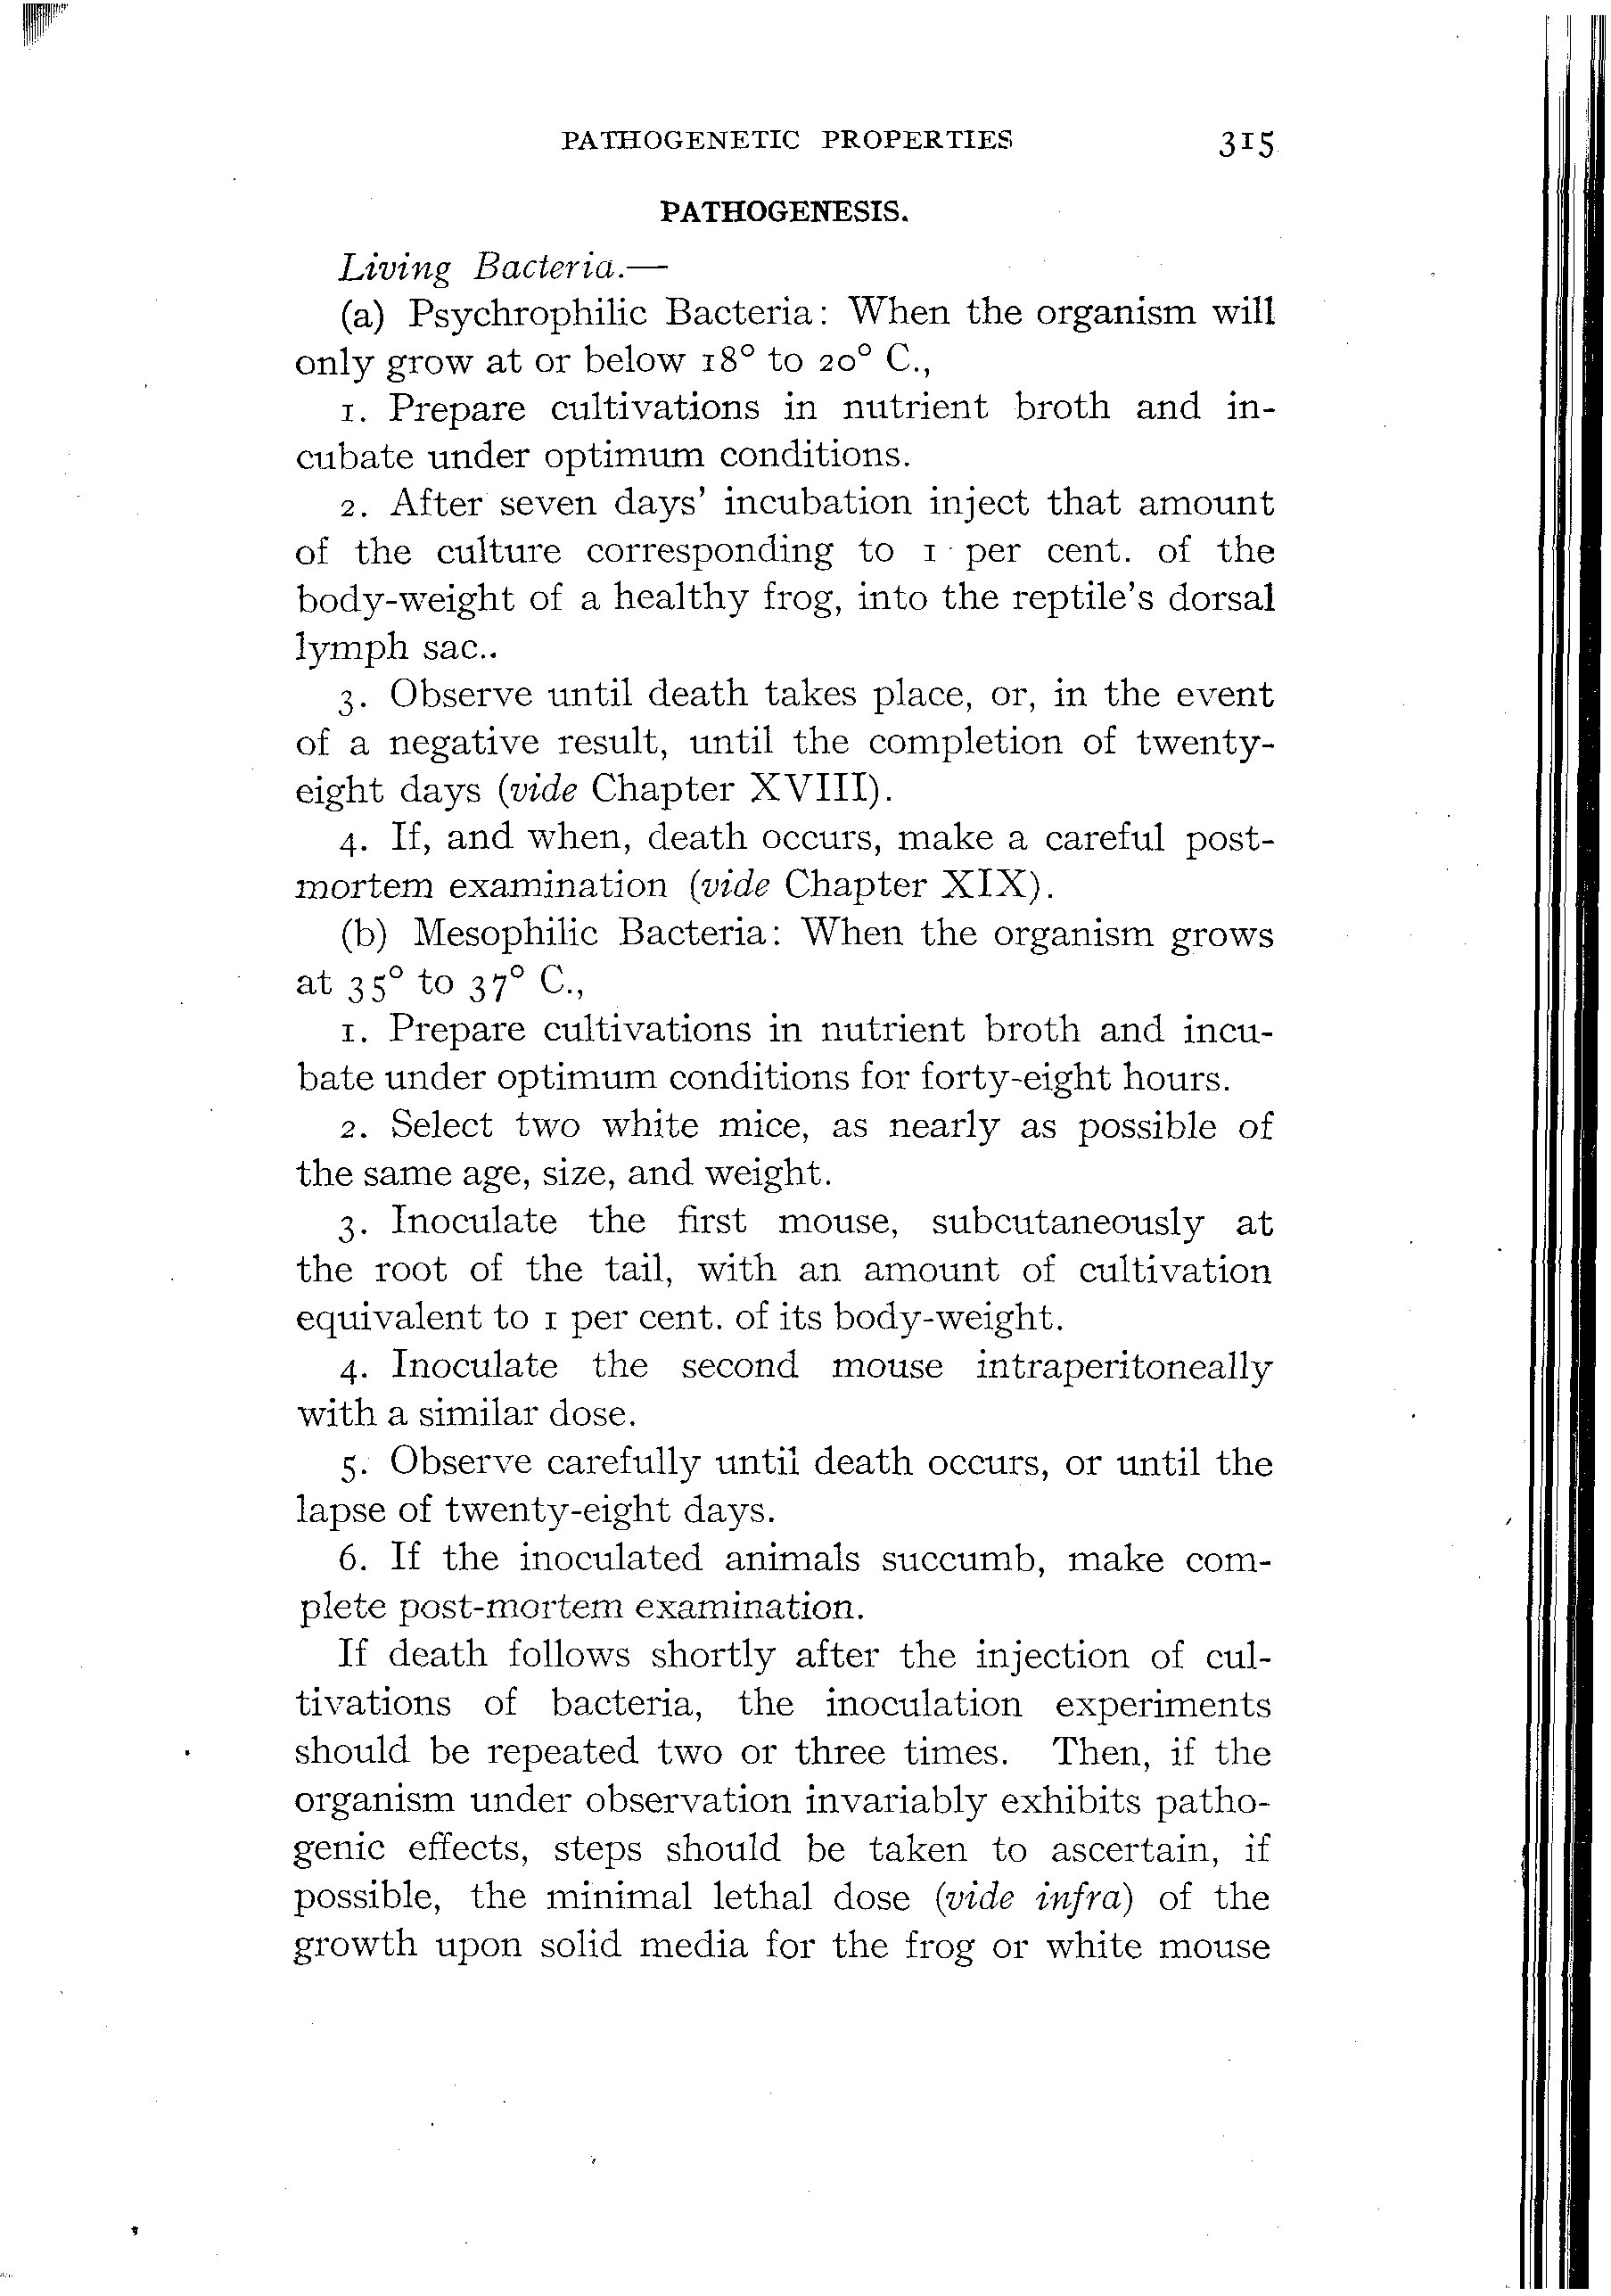 PATHOGENETIC PROPERTIES 315
PATHOGENESIS.
Living Bacteria.—
(a) Psychrophilic Bacteria: When the organism will
only grow at or below 18° to 20° C.,
1. Prepare cultivations in nutrient broth and in-
cubate under optimum conditions.
2. After seven days' incubation inject that amount
of the culture corresponding to 1 per cent. of the
body-weight of a healthy frog, into the reptile's dorsal
lymph sac..
3. Observe until death takes place, or, in the event
of a negative result, until the completion of twenty-
eight days (vide Chapter XVIII).
4. If, and when, death occurs, make a careful post-
mortem examination (vide Chapter XIX).
(b) Mesophilic Bacteria: When the organism grows
at 35° to 37° C.,
1. Prepare cultivations in nutrient broth and incu-
bate under optimum conditions for forty-eight hours.
2. Select two white mice, as nearly as possible of
the same age, size, and weight.
3. Inoculate the first mouse, subcutaneously at
the root of the tail, with an amount of cultivation
equivalent to 1 per cent. of its body-weight.
4. Inoculate the second mouse intraperitoneally
with a similar dose.
5. Observe carefully until death occurs, or until the
lapse of twenty-eight days.
6. If the inoculated animals succumb, make com-
plete post-mortem examination.
If death follows shortly after the injection of cul-
tivations of bacteria, the inoculation experiments
should be repeated two or three times. Then, if the
organism under observation invariably exhibits patho-
genic effects, steps should be taken to ascertain, if
possible, the minimal lethal dose (vide infra) of the
growth upon solid media for the frog or white mouse